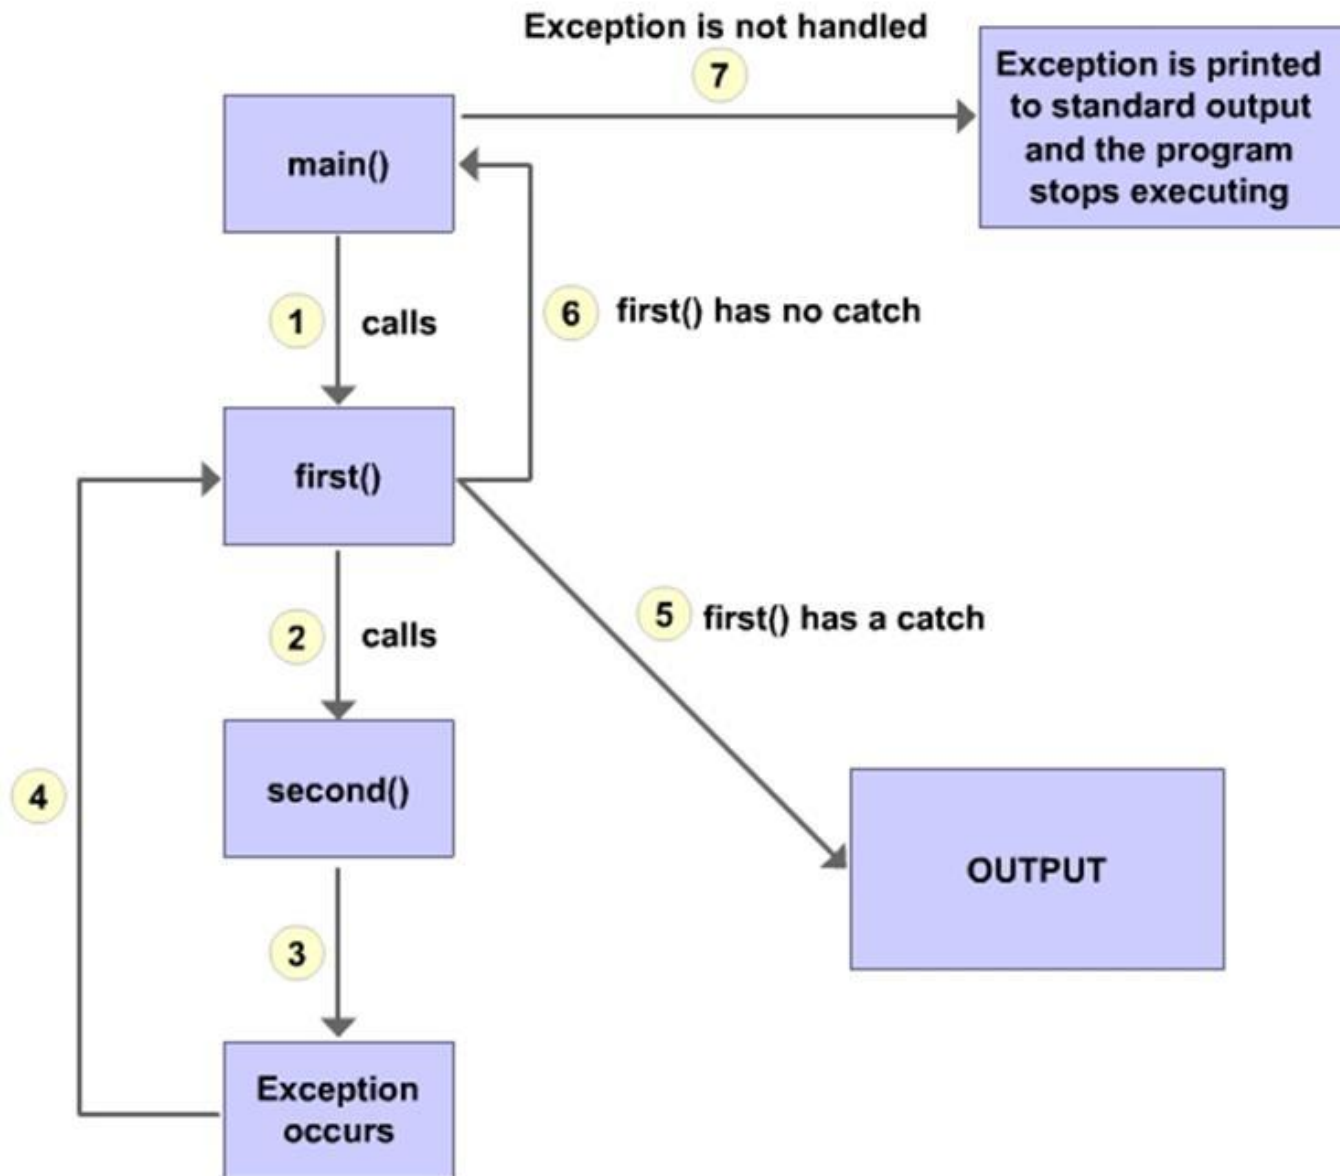 Exception is not handled
7
Exception is printed
to standard output
and the program
stops executing
main()
1
calls
6
first() has no catch
first()
2
calls
5
first() has a catch
4
second()
OUTPUT
3
Exception
occurs